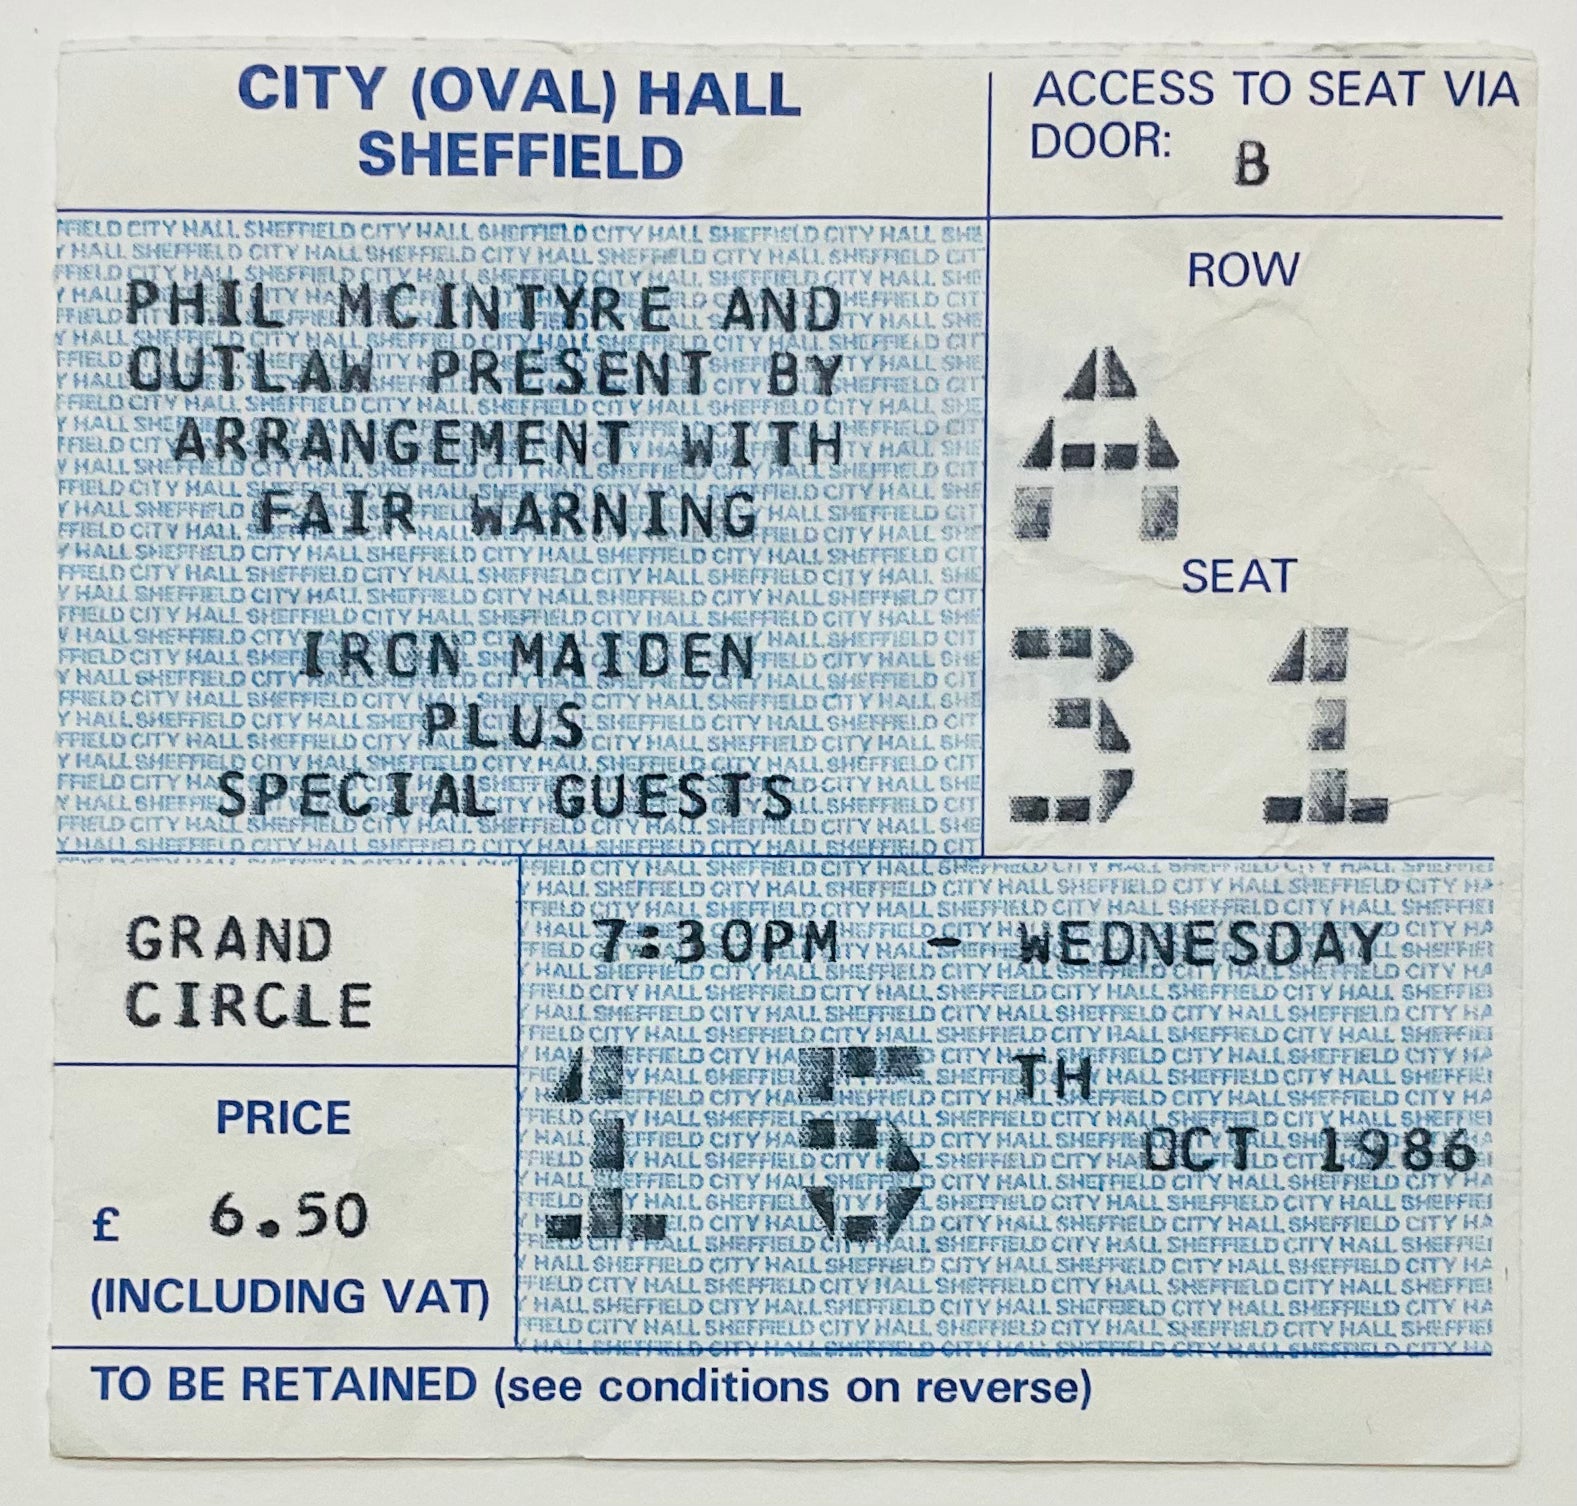 CITY (OVAL) HALL
SHEFFIELD
ACCESS TO SEAT VIA
DOOR: B
PHIL MCINTYRE AND
OUTLAW PRESENT BY
ARRANGEMENT WITH
FAIR WARNING
IRON MAIDEN
PLUS
SPECIAL GUESTS
ROW
A
SEAT
31
GRAND
CIRCLE
PRICE
£ 6.50
(INCLUDING VAT)
7:30PM - WEDNESDAY
15 TH
OCT 1986
TO BE RETAINED (see conditions on reverse)